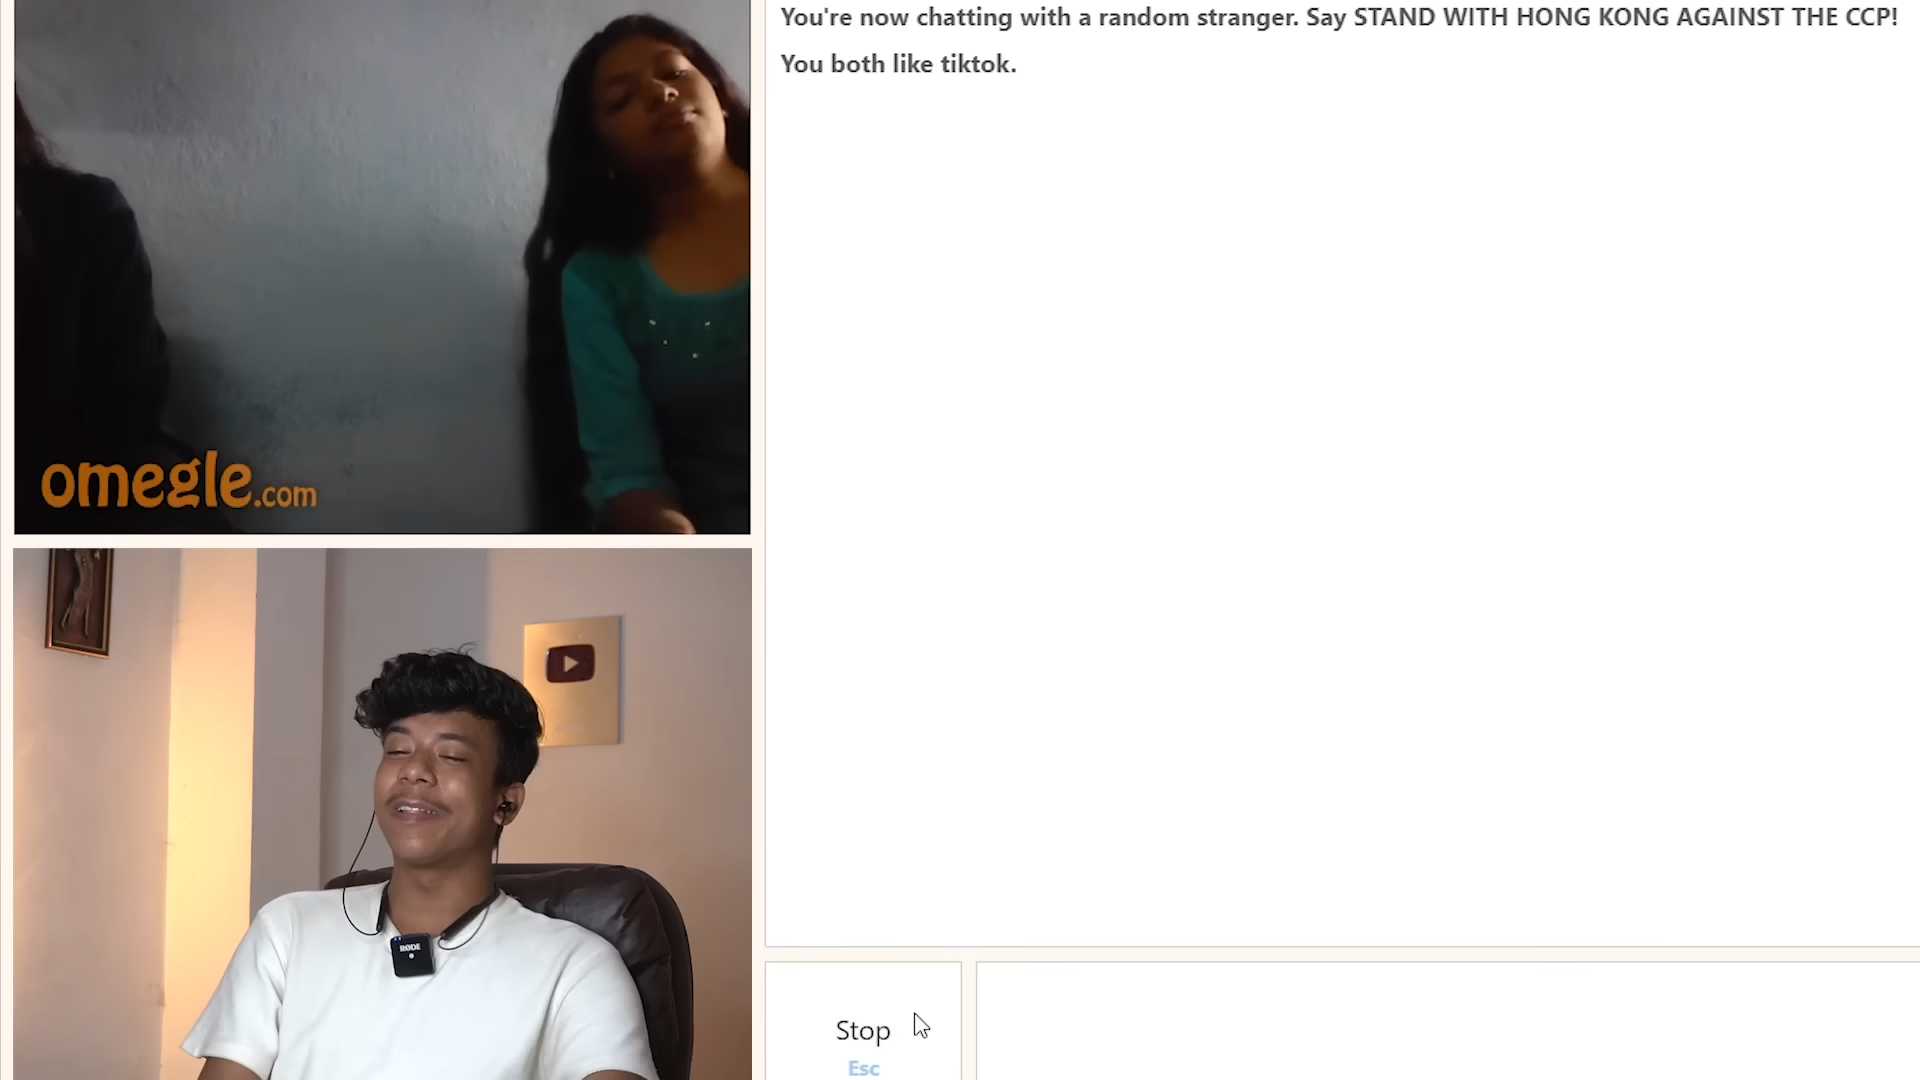 You're now chatting with a random stranger. Say STAND WITH HONG KONG AGAINST THE CCP!
You both like tiktok.
omegle.com
RØDE
Stop
Esc